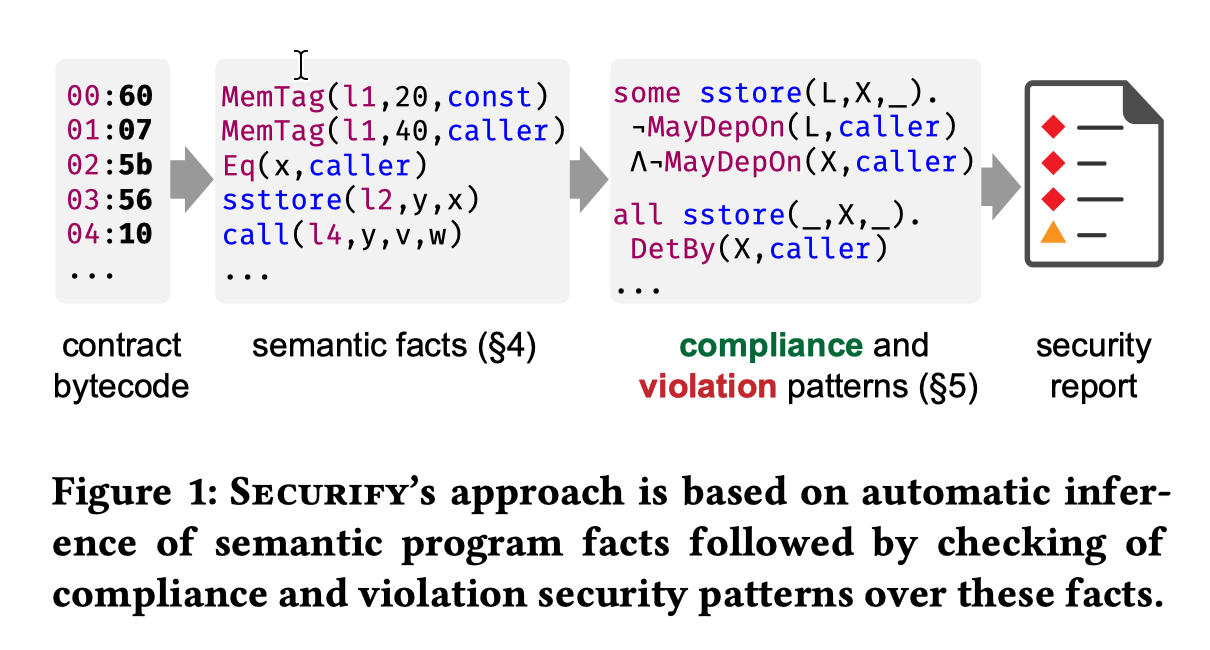 00:60
01:07
02:5b
03:56
04:10
...
MemTag(l1,20,const)
MemTag(l1,40,caller)
Eq(x,caller)
ssttore(l2,y,x)
call(l4,y,v,w)
...
some sstore(L,X,_).
¬MayDepOn(L,caller)
∧¬MayDepOn(X,caller)
all sstore(_,X,_).
DetBy(X,caller)
...
contract
bytecode
semantic facts (§4)
compliance and
violation patterns (§5)
security
report
Figure 1: SECURIFY's approach is based on automatic infer-
ence of semantic program facts followed by checking of
compliance and violation security patterns over these facts.